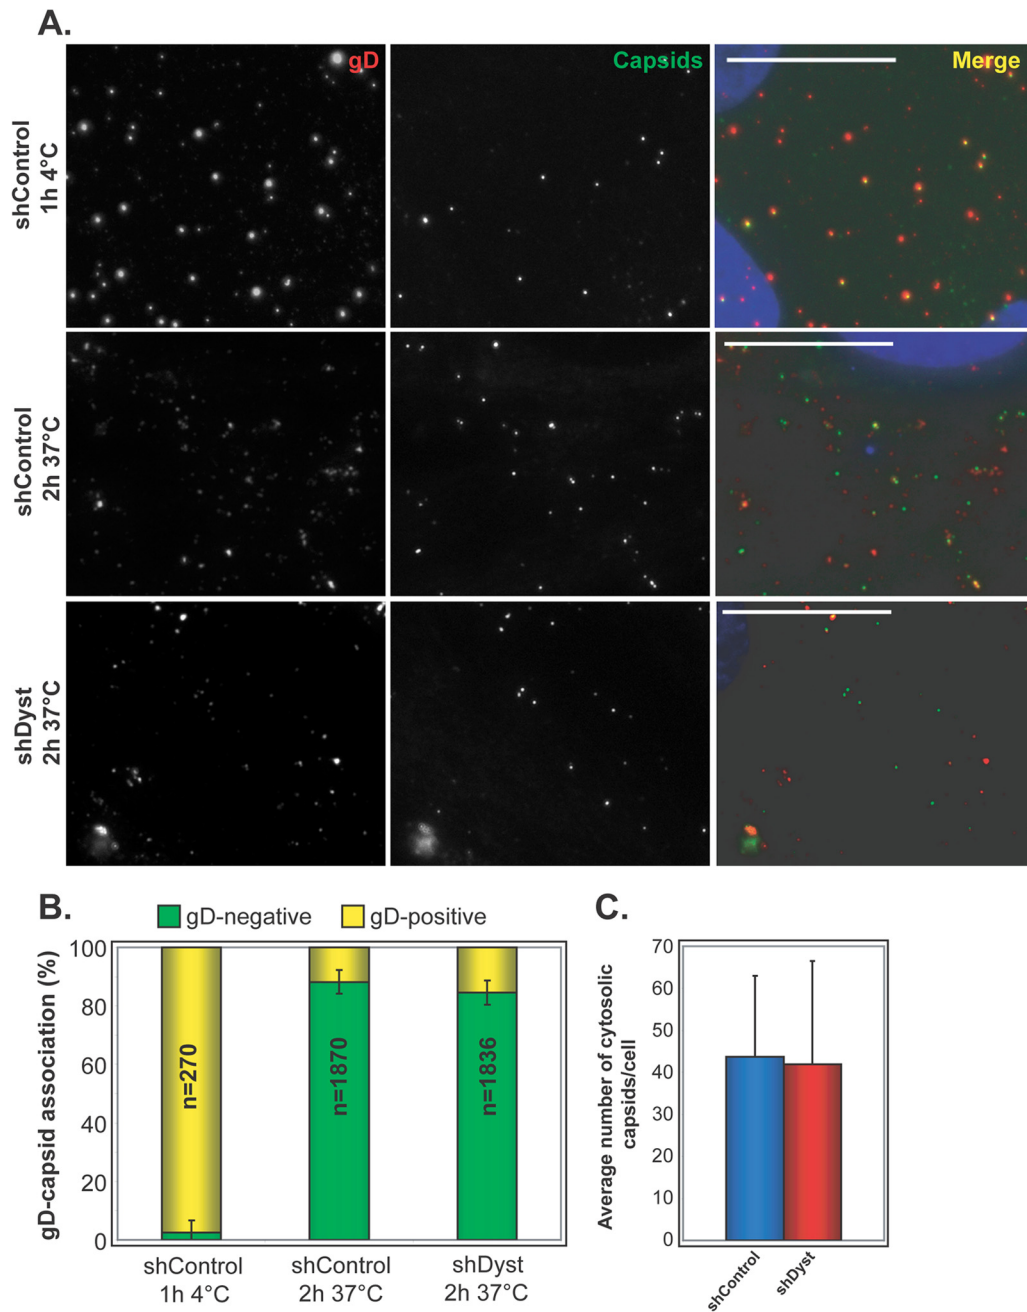 A.
gD
Capsids
Merge
shControl
1h 4°C
shControl
2h 37°C
shDyst
2h 37°C
B.
gD-negative
gD-positive
gD-capsid association (%)
100
80
60
40
20
0
n=270
n=1870
n=1836
shControl
1h 4°C
shControl
2h 37°C
shDyst
2h 37°C
C.
Average number of cytosolic
capsids/cell
70
60
50
40
30
20
10
0
shControl
shDyst